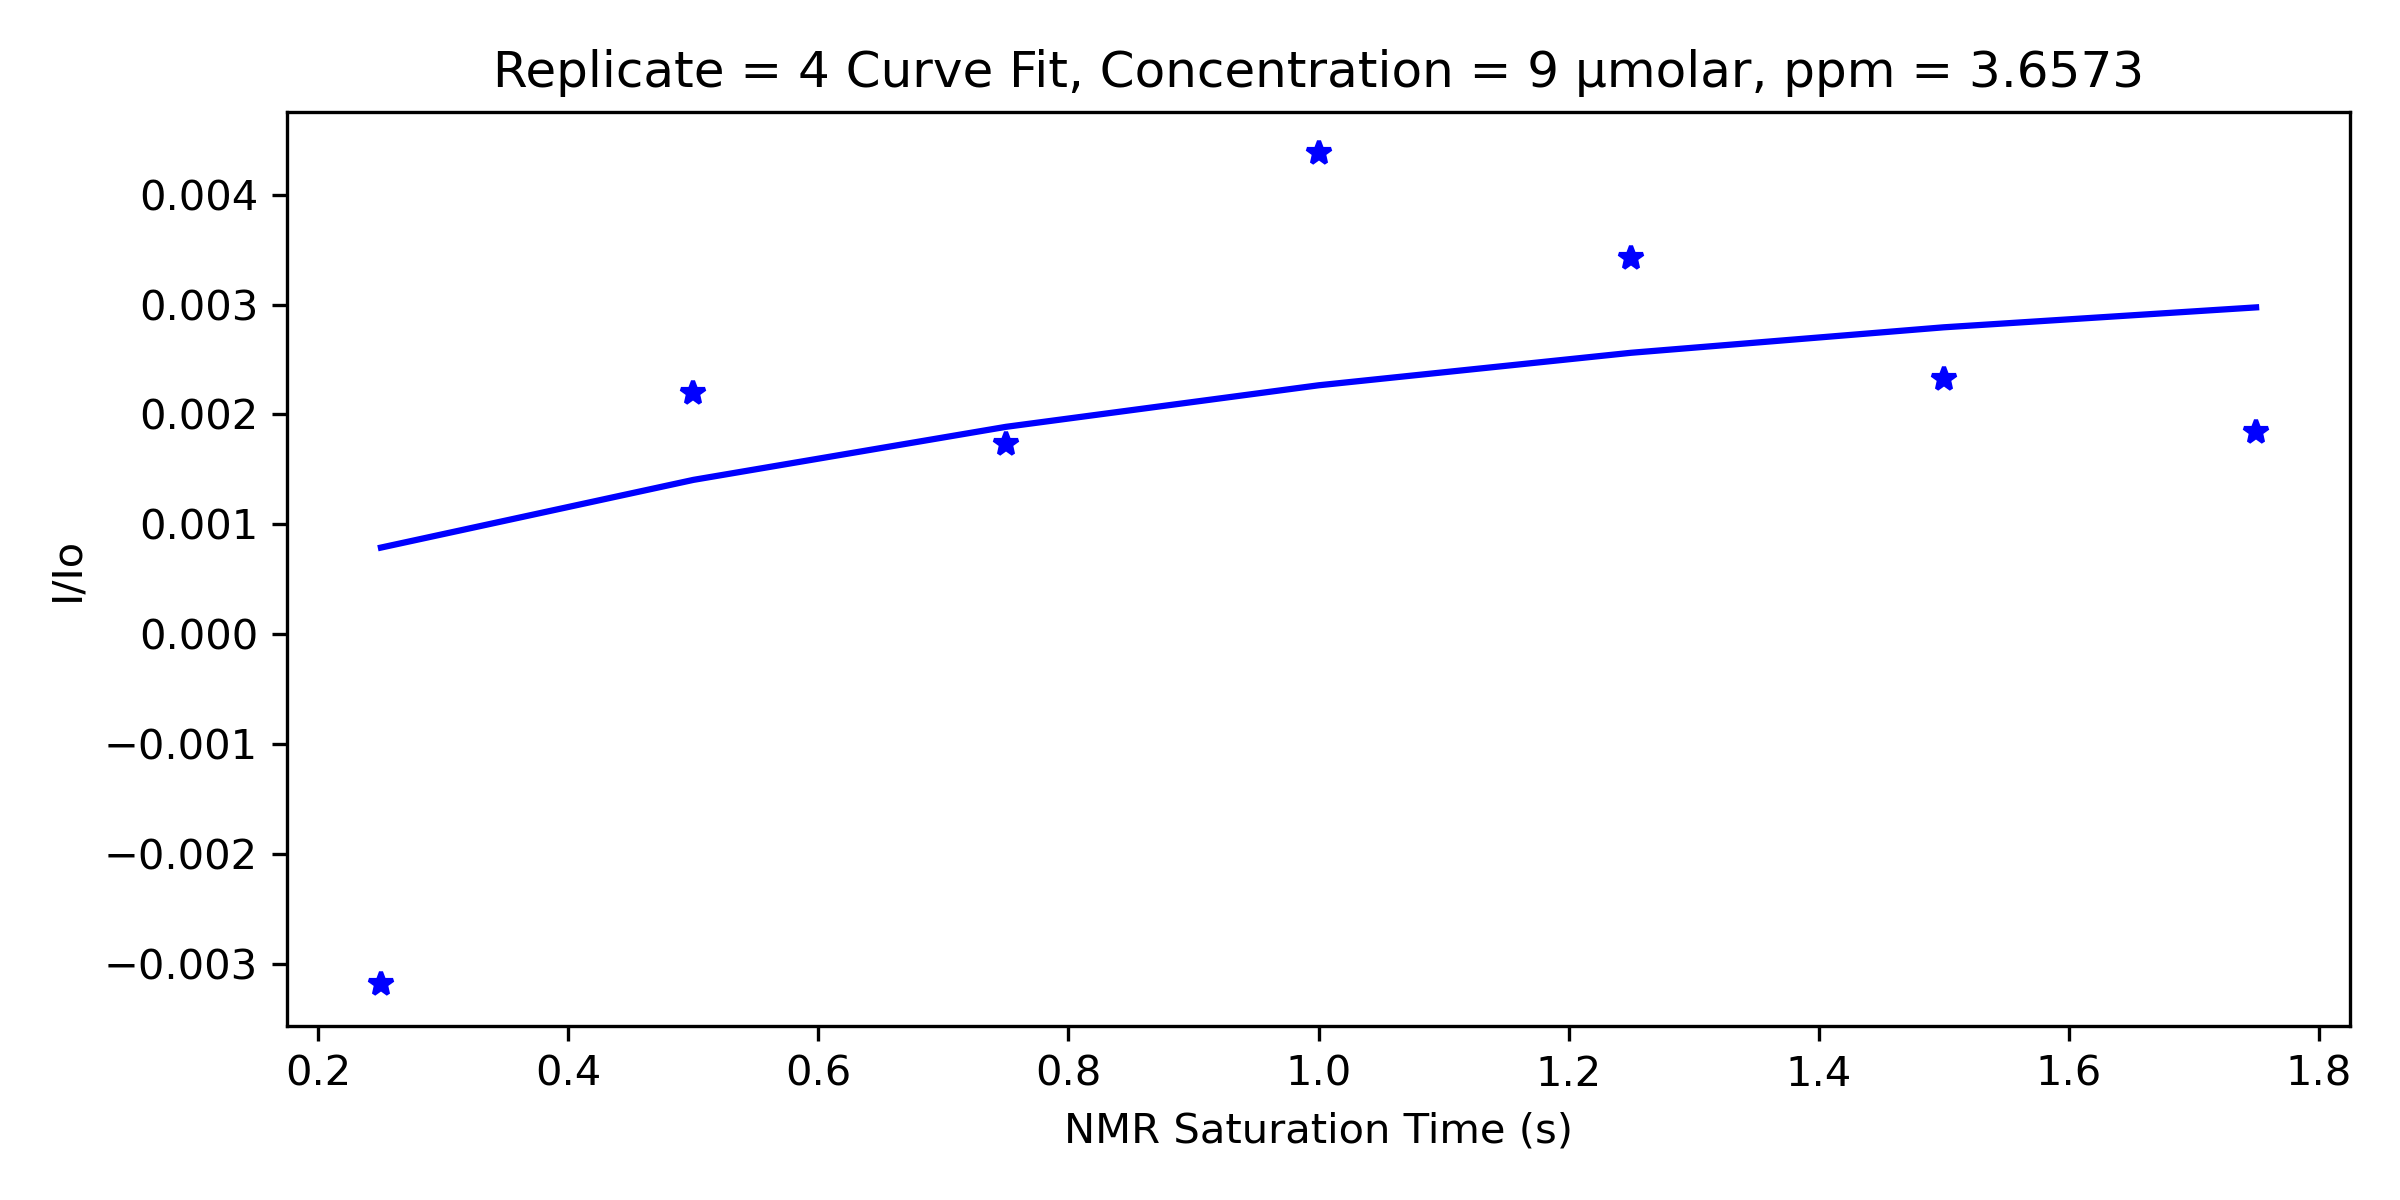 Replicate = 4 Curve Fit, Concentration = 9 μmolar, ppm = 3.6573
0.004
0.003
0.002
0.001
0.000
−0.001
−0.002
−0.003
I/Io
0.2 0.4 0.6 0.8 1.0 1.2 1.4 1.6 1.8
NMR Saturation Time (s)